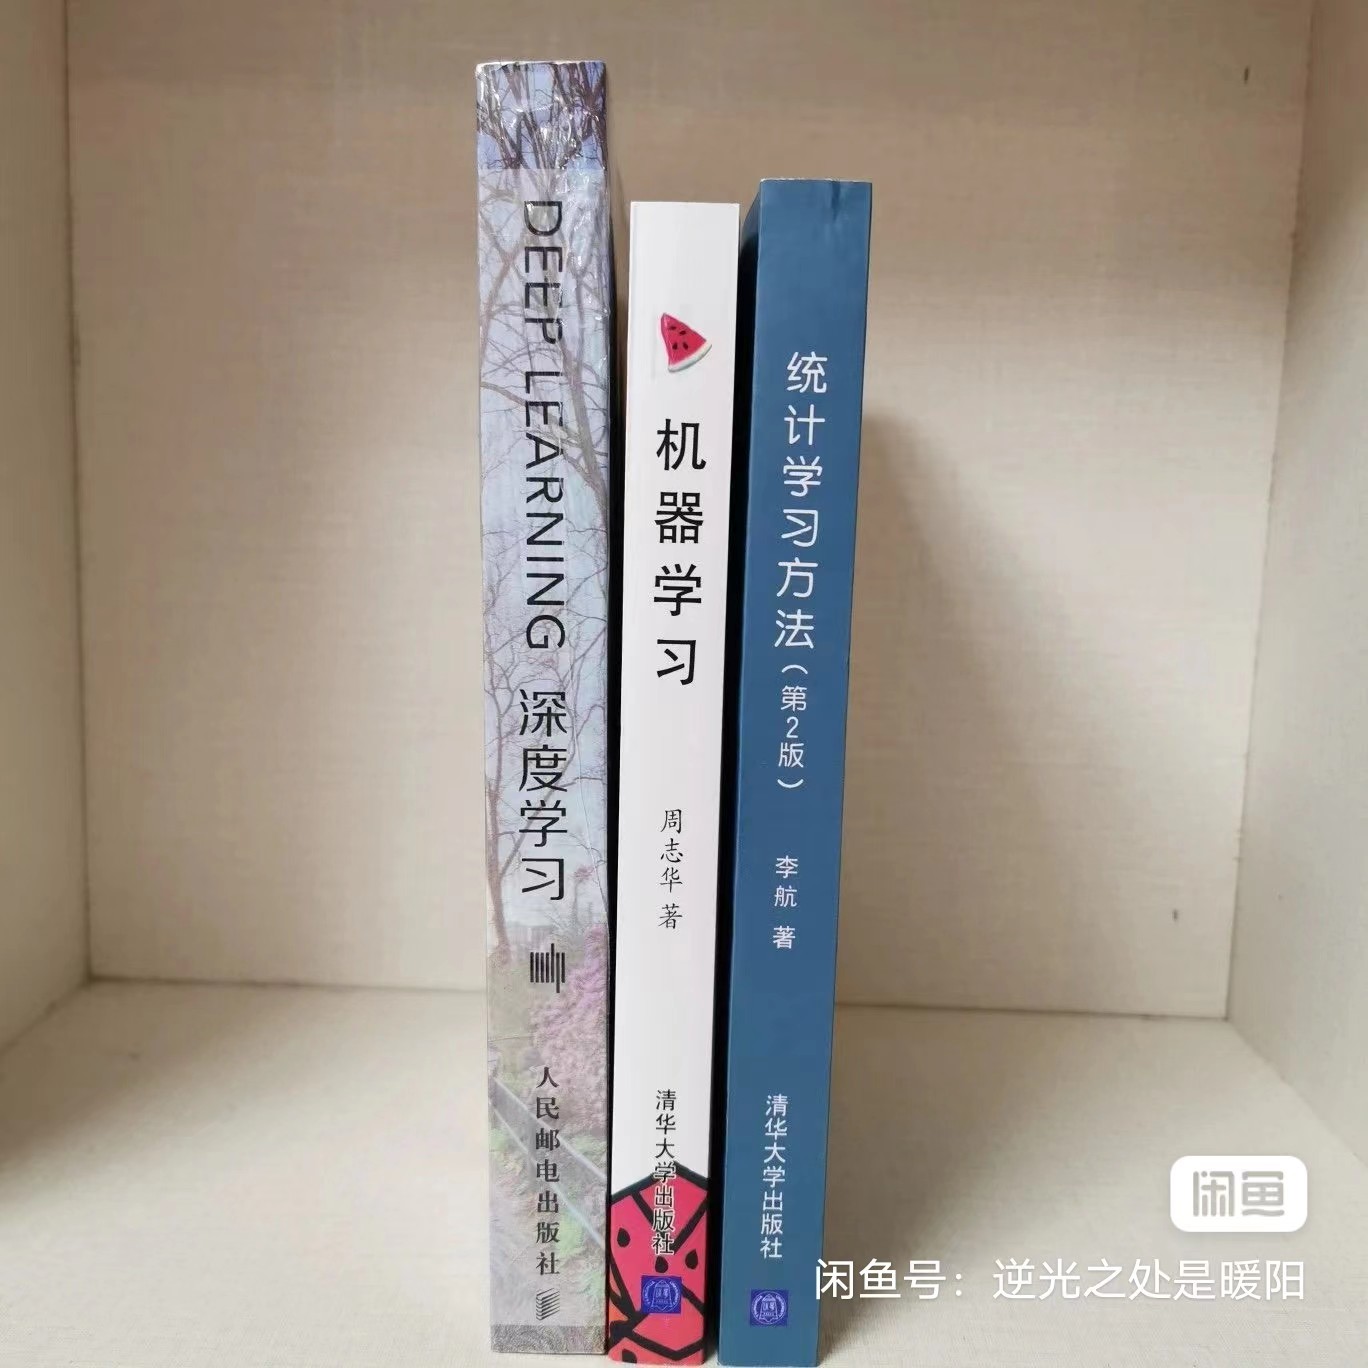 DEEP LEARNING 深度学习
人民邮电出版社
机器学习
周志华 著
清华大学出版社
统计学习方法(第2版)
李航 著
清华大学出版社
闲鱼
闲鱼号：逆光之处是暖阳